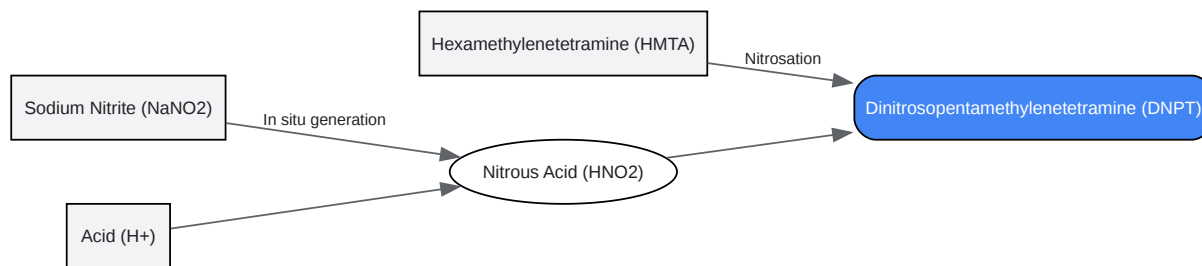 Hexamethylenetetramine (HMTA)
Nitrosation
Sodium Nitrite (NaNO2)
In situ generation
Dinitrosopentamethylenetetramine (DNPT)
Nitrous Acid (HNO2)
Acid (H+)